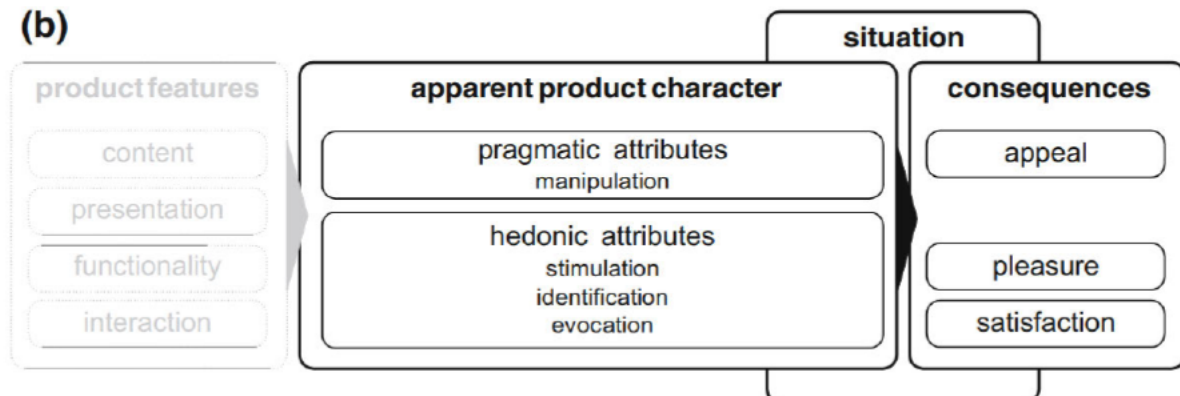 (b)
situation
product features
apparent product character
consequences
content
presentation
functionality
interaction
pragmatic attributes
manipulation
hedonic attributes
stimulation
identification
evocation
appeal
pleasure
satisfaction